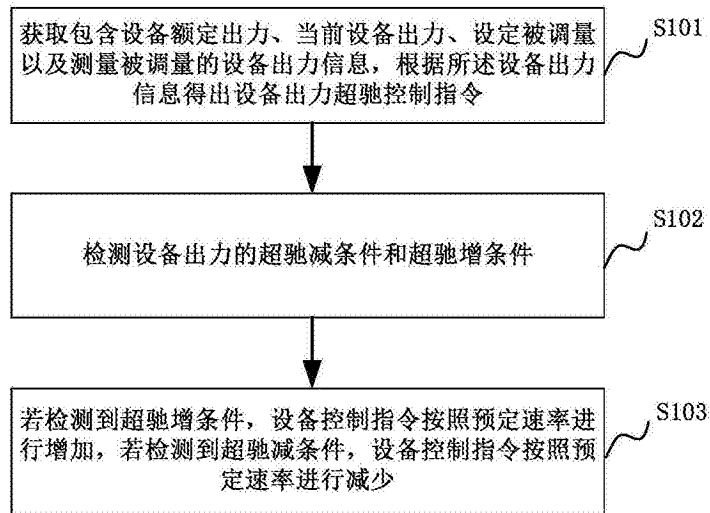 获取包含设备额定出力、当前设备出力、设定被调量
以及测量被调量的设备出力信息，根据所述设备出力
信息得出设备出力超驰控制指令
S101
检测设备出力的超驰减条件和超驰增条件
S102
若检测到超驰增条件，设备控制指令按照预定速率进
行增加，若检测到超驰减条件，设备控制指令按照预
定速率进行减少
S103